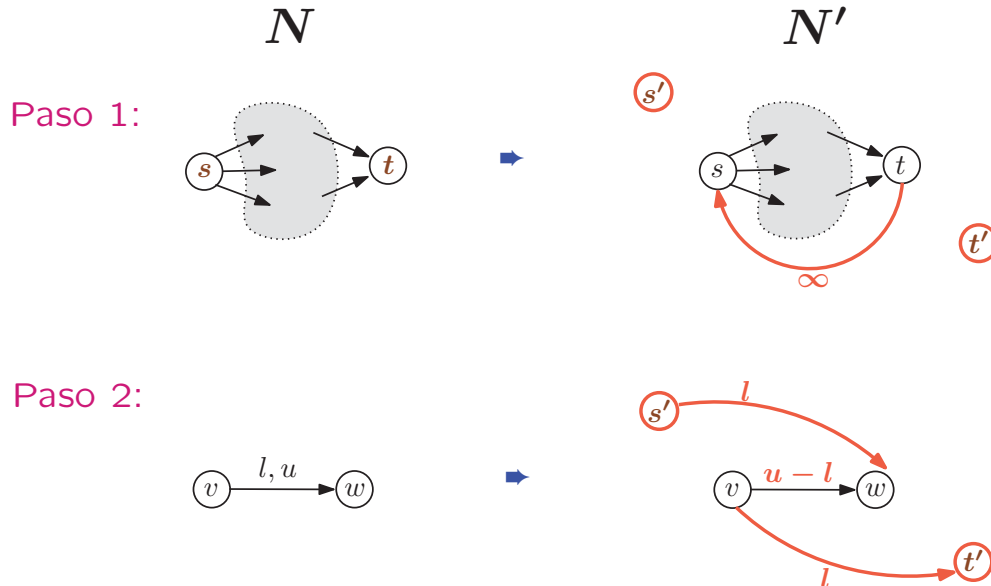 N N′
Paso 1:
s′
s t s t
t′
∞
Paso 2:
s′ l
v l, u w v u − l w
t′
l